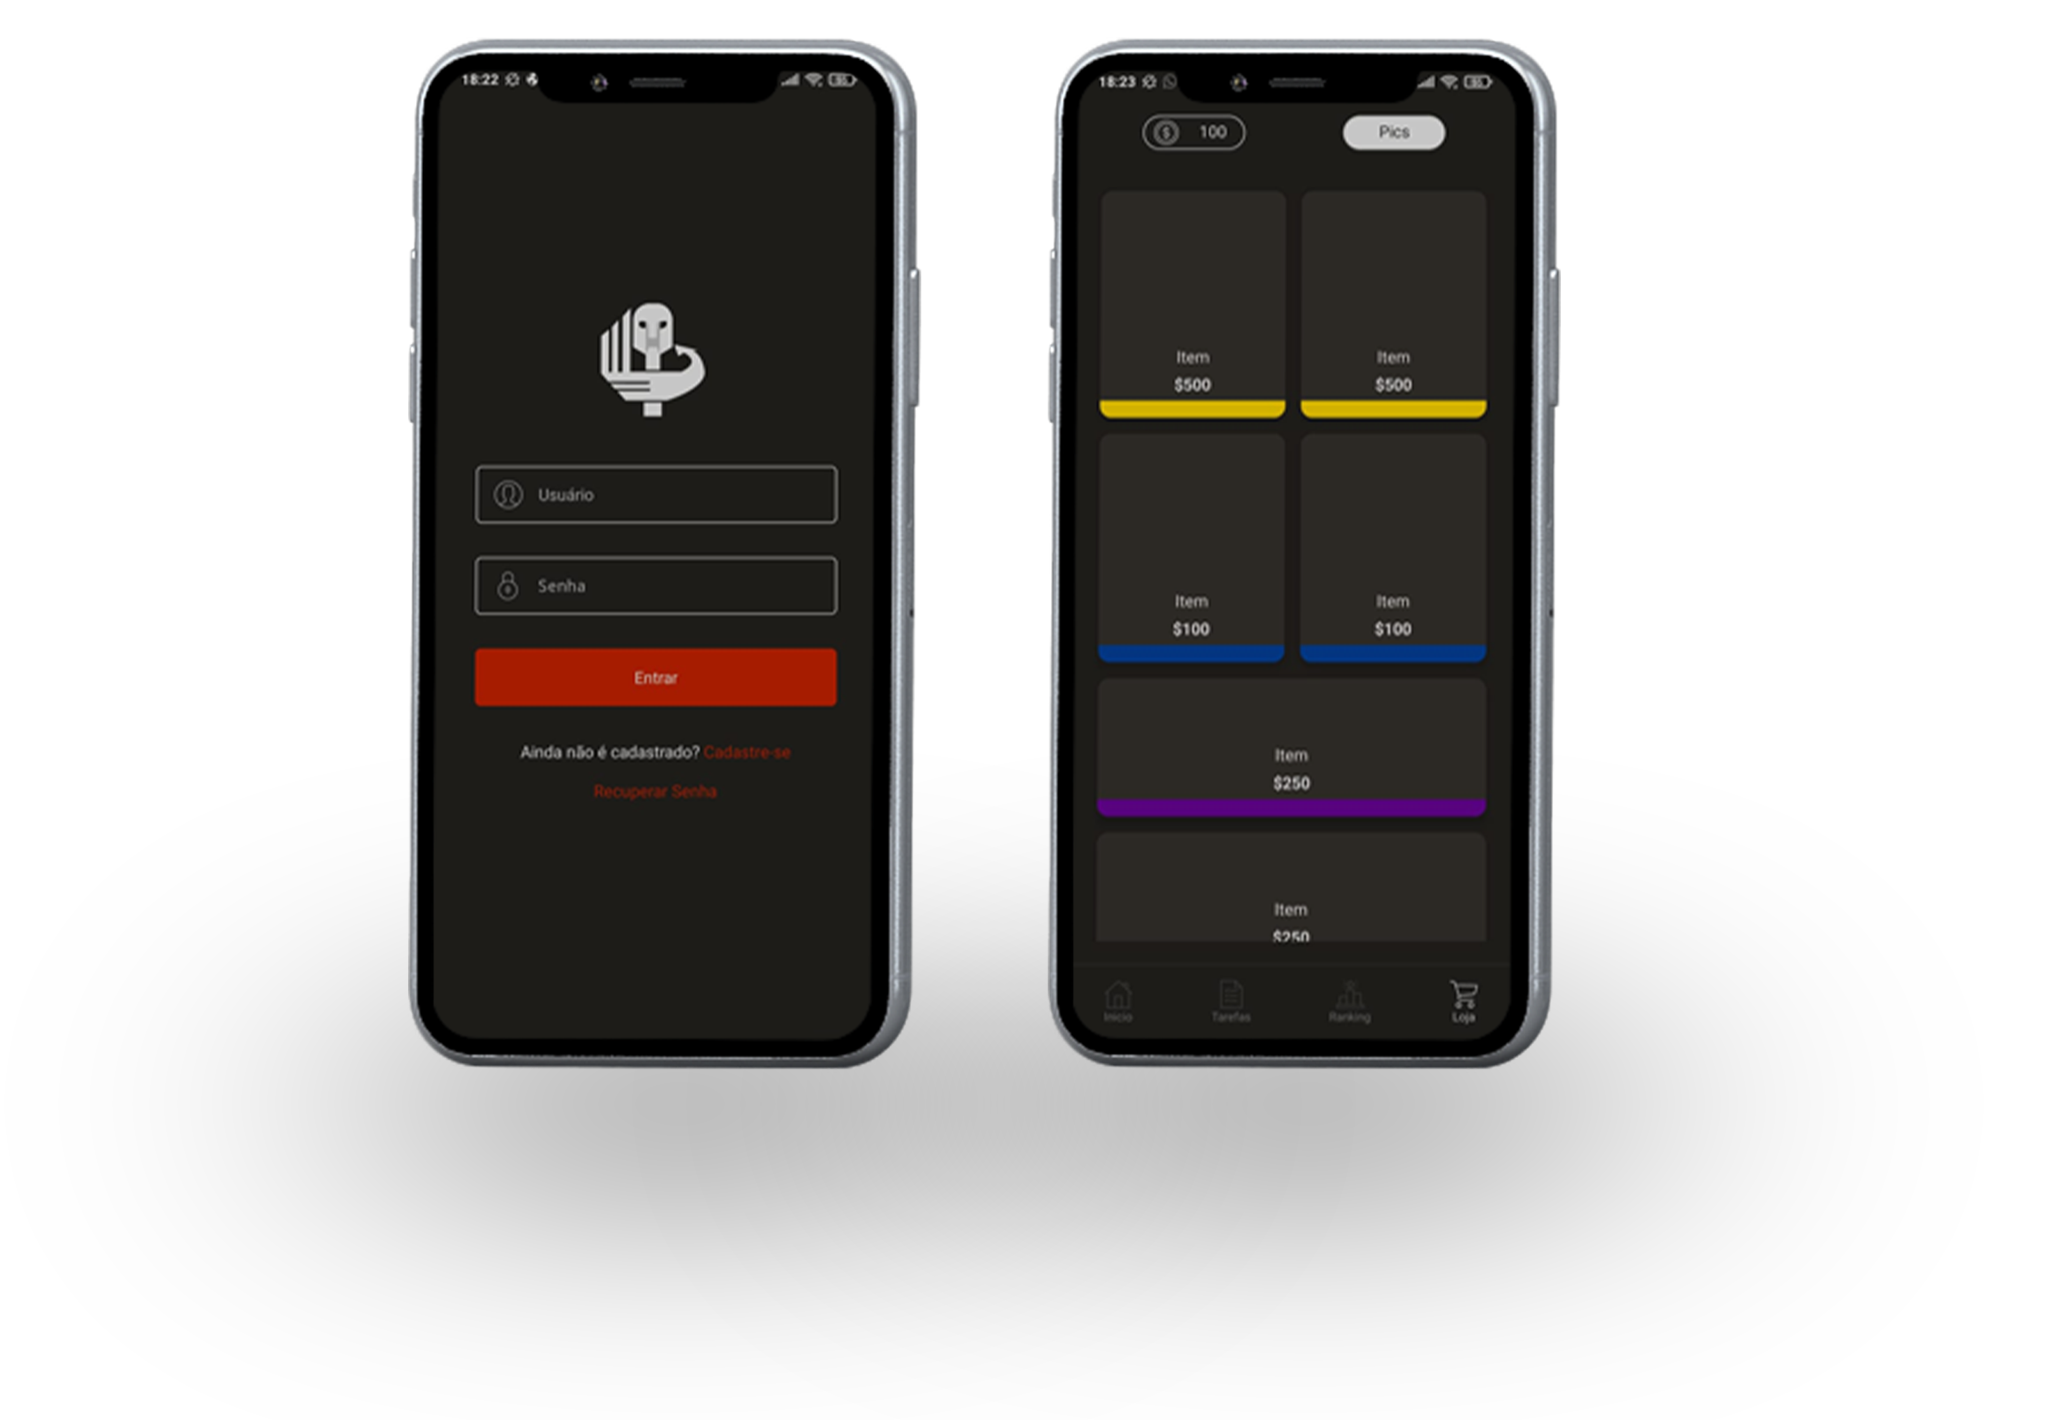 18:22
Usuário
Senha
Entrar
Ainda não é cadastrado? Cadastre-se
Recuperar Senha
18:23
$ 100
Pics
Item
$500
Item
$500
Item
$100
Item
$100
Item
$250
Item
$250
Início
Tarefas
Ranking
Loja